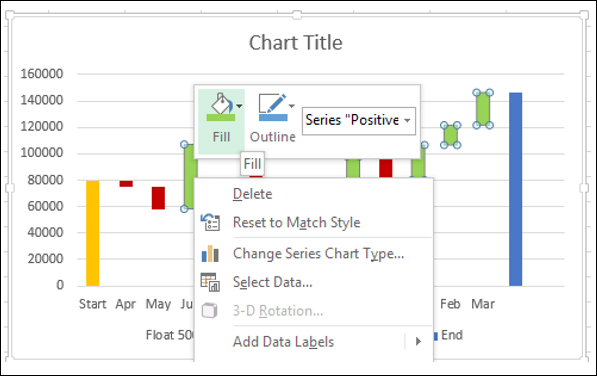 Chart Title
160000
140000
120000
100000
80000
60000
40000
20000
0
Fill
Outline
Series "Positive
Fill
Delete
Reset to Match Style
Change Series Chart Type...
Select Data...
3-D Rotation...
Add Data Labels
Start Apr May Feb Mar
Float End